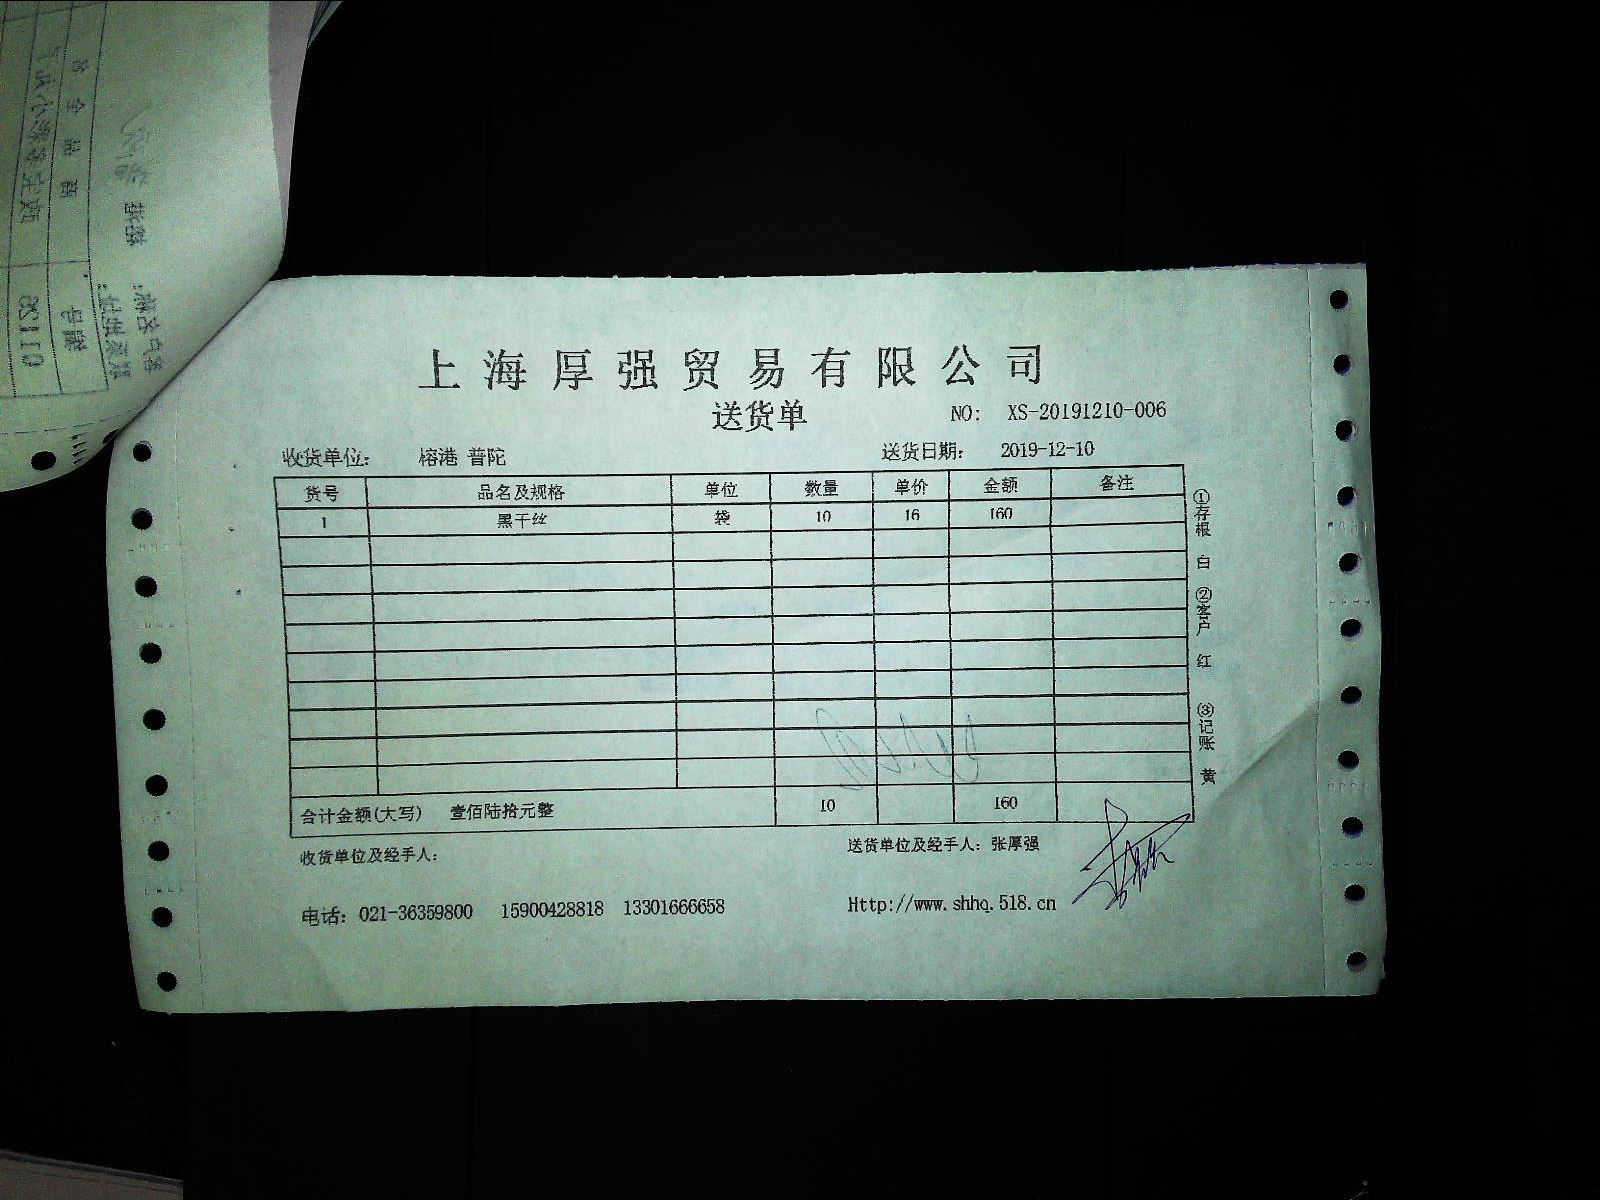 上海厚强贸易有限公司
送货单 NO: XS-20191210-006
收货单位: 榕港 普陀 送货日期: 2019-12-10
货号 品名及规格 单位 数量 单价 金额 备注
1 黑干丝 袋 10 16 160
合计金额(大写) 壹佰陆拾元整 10 160
收货单位及经手人: 送货单位及经手人: 张厚强
电话: 021-36359800 15900428818 13301666658 Http://www.shhq.518.cn
①存根 白 ②客户 红 ③记账 黄